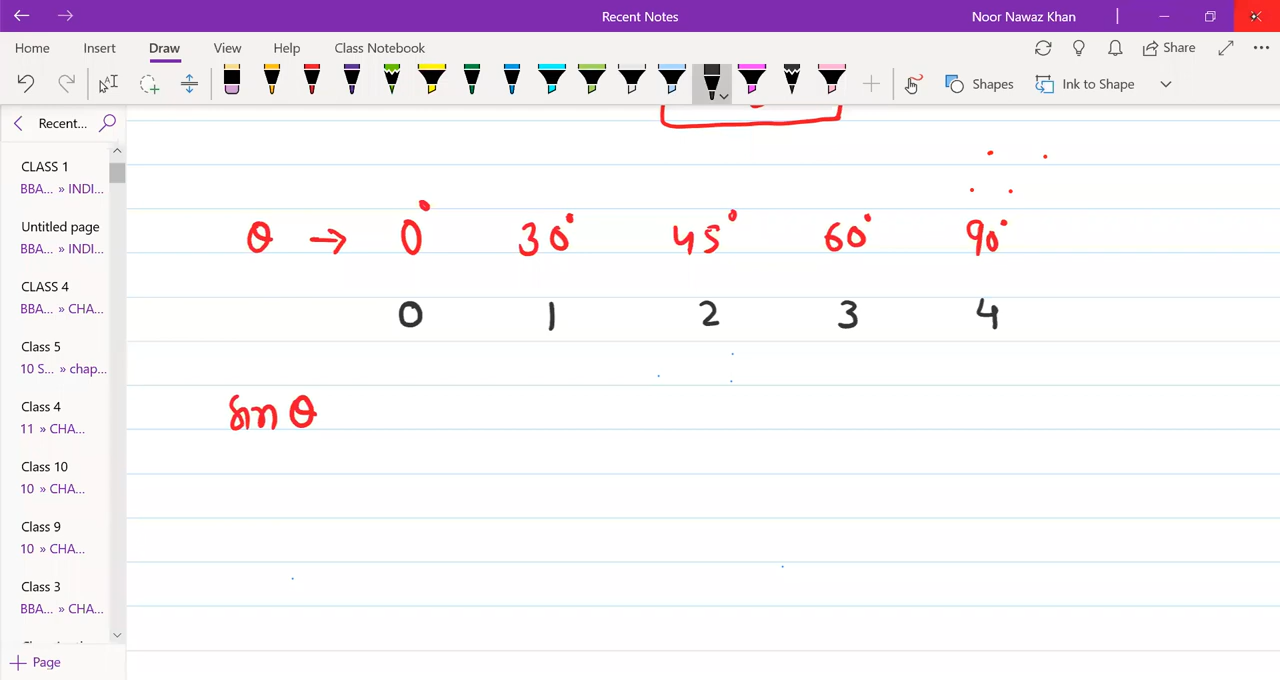 Recent Notes
Noor Nawaz Khan
Home Insert Draw View Help Class Notebook
Share
Shapes
Ink to Shape
Recent...
CLASS 1
BBA... » INDI...
Untitled page
BBA... » INDI...
CLASS 4
BBA... » CHA...
Class 5
10 S... » chap...
Class 4
11 » CHA...
Class 10
10 » CHA...
Class 9
10 » CHA...
Class 3
BBA... » CHA...
Page
θ → 0° 30° 45° 60° 90°
0 1 2 3 4
sin θ